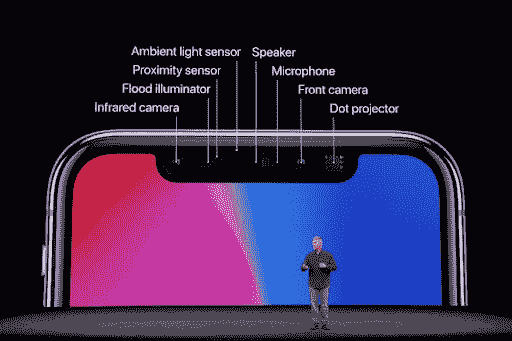 Ambient light sensor
Speaker
Proximity sensor
Microphone
Flood illuminator
Front camera
Infrared camera
Dot projector